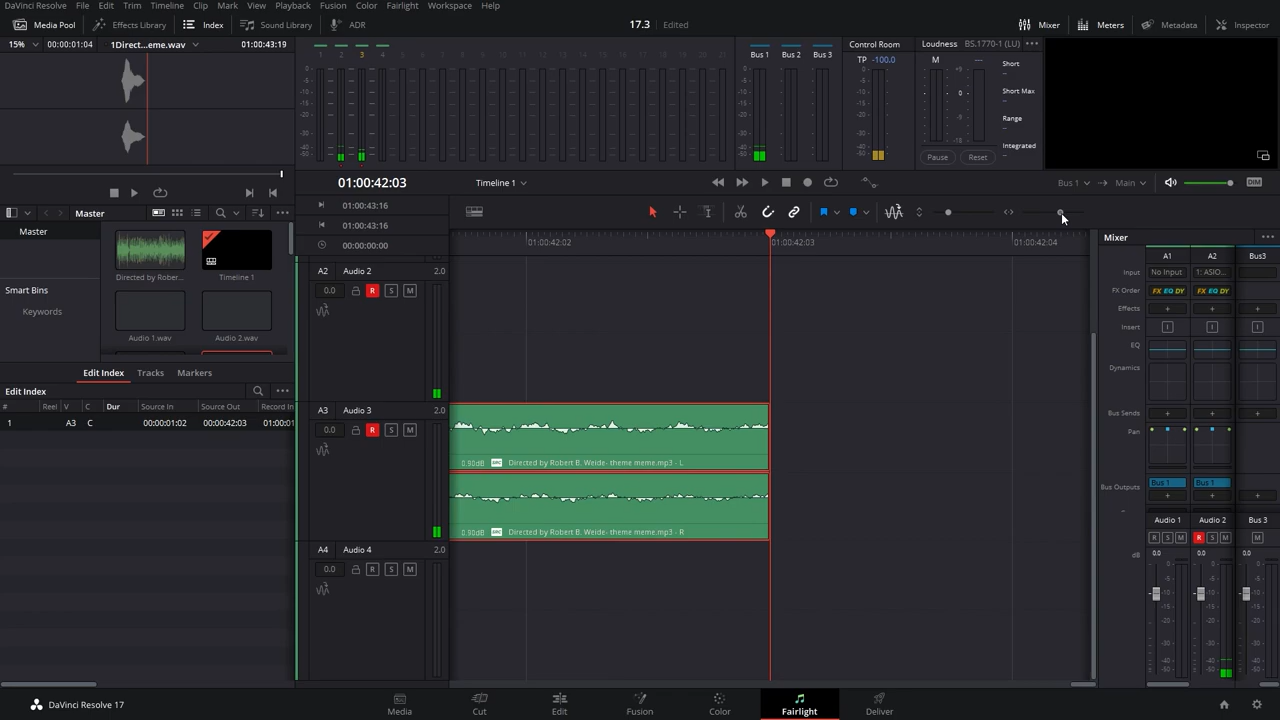 DaVinci Resolve File Edit Trim Timeline Clip Mark View Playback Fusion Color Fairlight Workspace Help
Media Pool Effects Library Index Sound Library ADR 17.3 Edited Mixer Meters Metadata Inspector
15% 00:00:01:04 1Direct...eme.wav 01:00:43:19
Bus 1 Bus 2 Bus 3 Control Room Loudness BS.1770-1 (LU)
TP -100.0 M Short
Short Max
Range
Integrated
Pause Reset
01:00:42:03 Timeline 1 Bus 1 Main DIM
Master
01:00:43:16
01:00:43:16
00:00:00:00
01:00:42:02 01:00:42:03 01:00:42:04
Master
Directed by Rober... Timeline 1
Smart Bins
Keywords
Audio 1.wav Audio 2.wav
Edit Index Tracks Markers
Edit Index
# Reel V C Dur Source In Source Out Record In
1 A3 C 00:00:01:02 00:00:42:03 01:00:01
A2 Audio 2 2.0
0.0 R S M
A3 Audio 3 2.0
0.0 R S M
0.90dB Directed by Robert B. Weide- theme meme.mp3 - L
0.90dB Directed by Robert B. Weide- theme meme.mp3 - R
A4 Audio 4 2.0
0.0 R S M
Mixer
A1 A2 Bus3
Input No Input 1: ASIO...
FX Order FX EQ DY FX EQ DY
Effects
Insert
EQ
Dynamics
Bus Sends
Pan
Bus Outputs Bus 1 Bus 1
Audio 1 Audio 2 Bus 3
R S M R S M M
dB 0.0 0.0 0.0
DaVinci Resolve 17 Media Cut Edit Fusion Color Fairlight Deliver